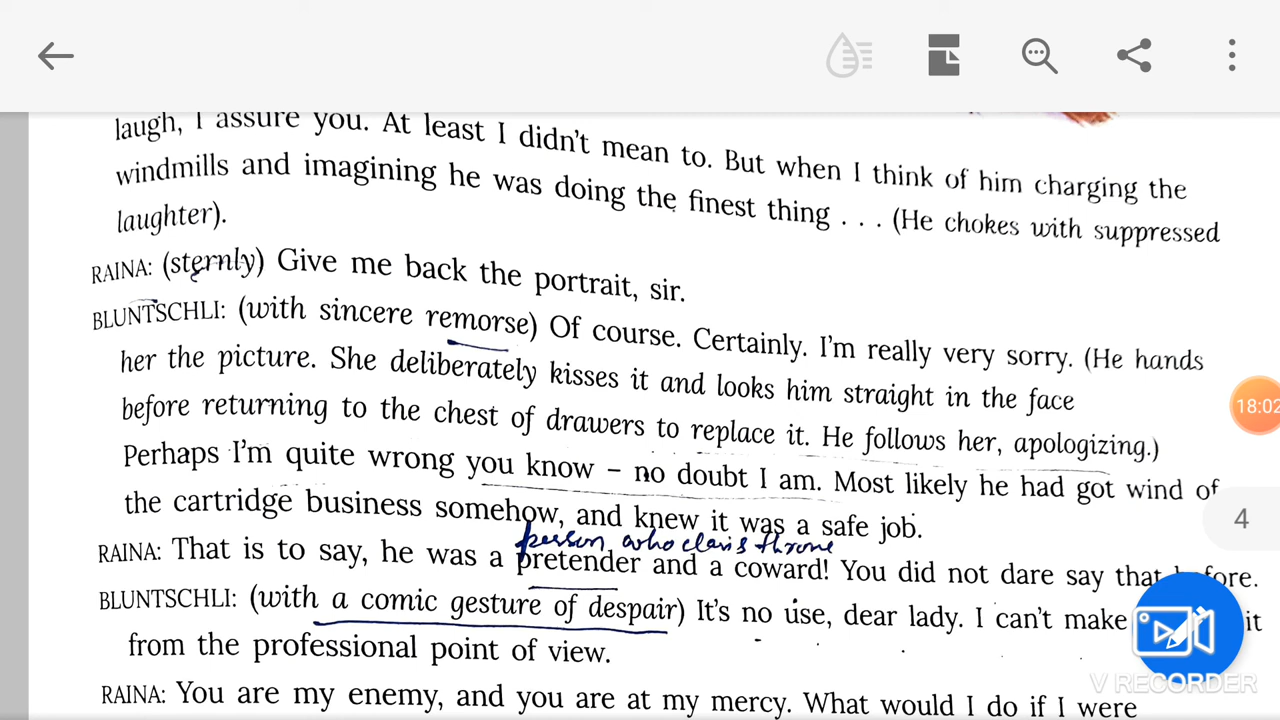 laugh, I assure you. At least I didn't mean to. But when I think of him charging the
windmills and imagining he was doing the finest thing . . . (He chokes with suppressed
laughter).
RAINA: (sternly) Give me back the portrait, sir.
BLUNTSCHLI: (with sincere remorse) Of course. Certainly. I'm really very sorry. (He hands
her the picture. She deliberately kisses it and looks him straight in the face
before returning to the chest of drawers to replace it. He follows her, apologizing.)
18:02
Perhaps I'm quite wrong you know – no doubt I am. Most likely he had got wind of
4
the cartridge business somehow, and knew it was a safe job.
person who claims throne
RAINA: That is to say, he was a pretender and a coward! You did not dare say that before.
BLUNTSCHLI: (with a comic gesture of despair) It's no use, dear lady. I can't make it
from the professional point of view.
V RECORDER
RAINA: You are my enemy, and you are at my mercy. What would I do if I were